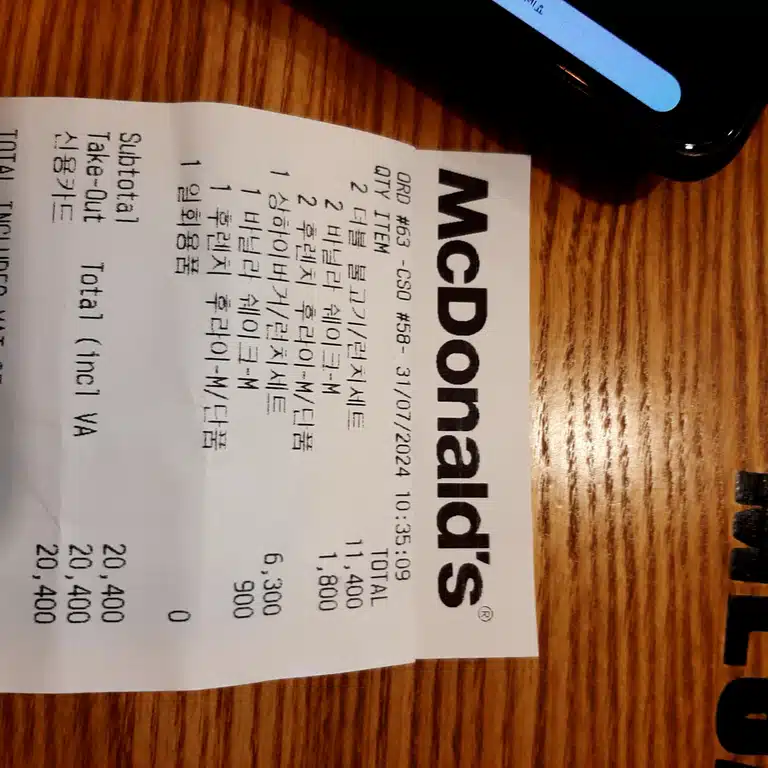 McDonald's®
ORD #63 -CSO #58- 31/07/2024 10:35:09
QTY ITEM TOTAL
2 더블 불고기/런치세트 11,400
2 바닐라 쉐이크-M 1,800
2 후렌치 후라이-M/단품
1 상하이버거/런치세트 6,300
1 바닐라 쉐이크-M 900
1 후렌치 후라이-M/단품
1 일회용품 0
Subtotal 20,400
Take-Out Total (incl VA 20,400
신용카드 20,400
TOTAL INCLUDES VAT OF